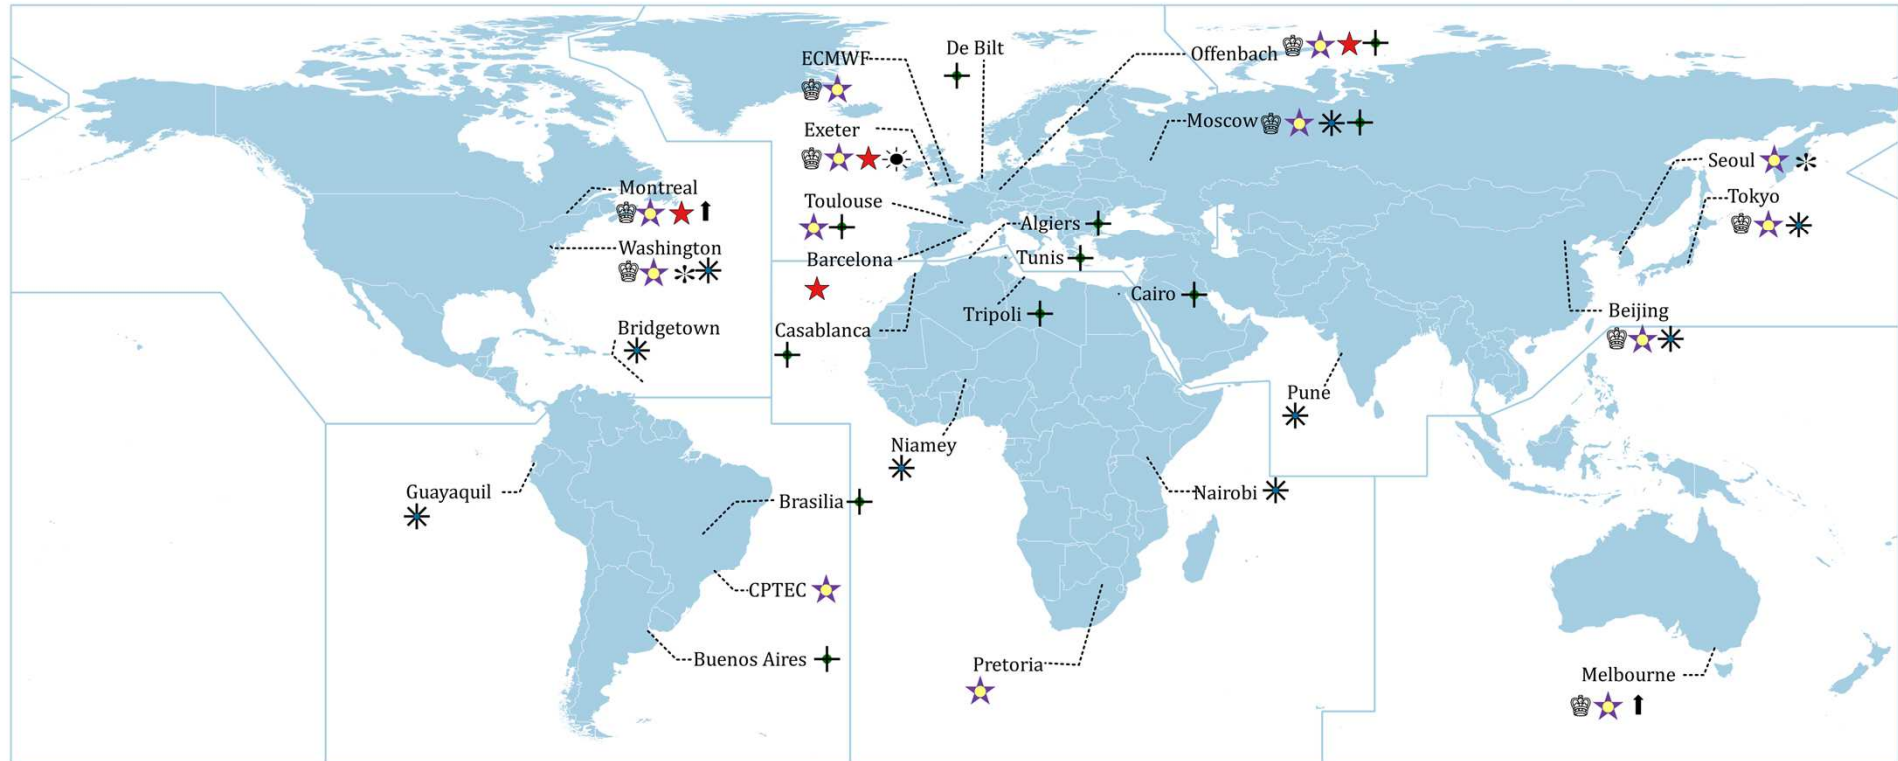 De Bilt
Offenbach
ECMWF
Moscow
Exeter
Seoul
Montreal
Tokyo
Toulouse
Algiers
Washington
Barcelona
Tunis
Cairo
Beijing
Tripoli
Bridgetown
Casablanca
Pune
Niamey
Guayaquil
Nairobi
Brasilia
CPTEC
Buenos Aires
Pretoria
Melbourne